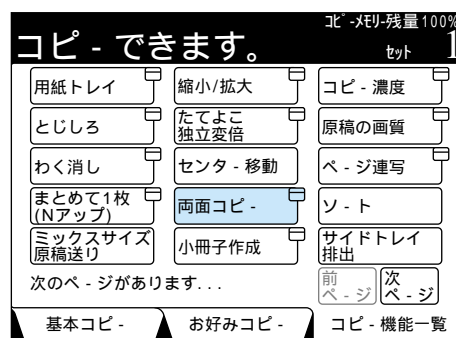 コピ-メモリ-残量100%
コピ - できます。
セット 1
用紙トレイ 縮小/拡大 コピ - 濃度
とじしろ たてよこ 独立変倍 原稿の画質
わく消し センタ - 移動 ペ - ジ連写
まとめて1枚 (Nアップ) 両面コピ - ソ - ト
ミックスサイズ 原稿送り 小冊子作成 サイドトレイ 排出
次のペ - ジがあります...
前 ペ - ジ 次 ペ - ジ
基本コピ - お好みコピ - コピ - 機能一覧